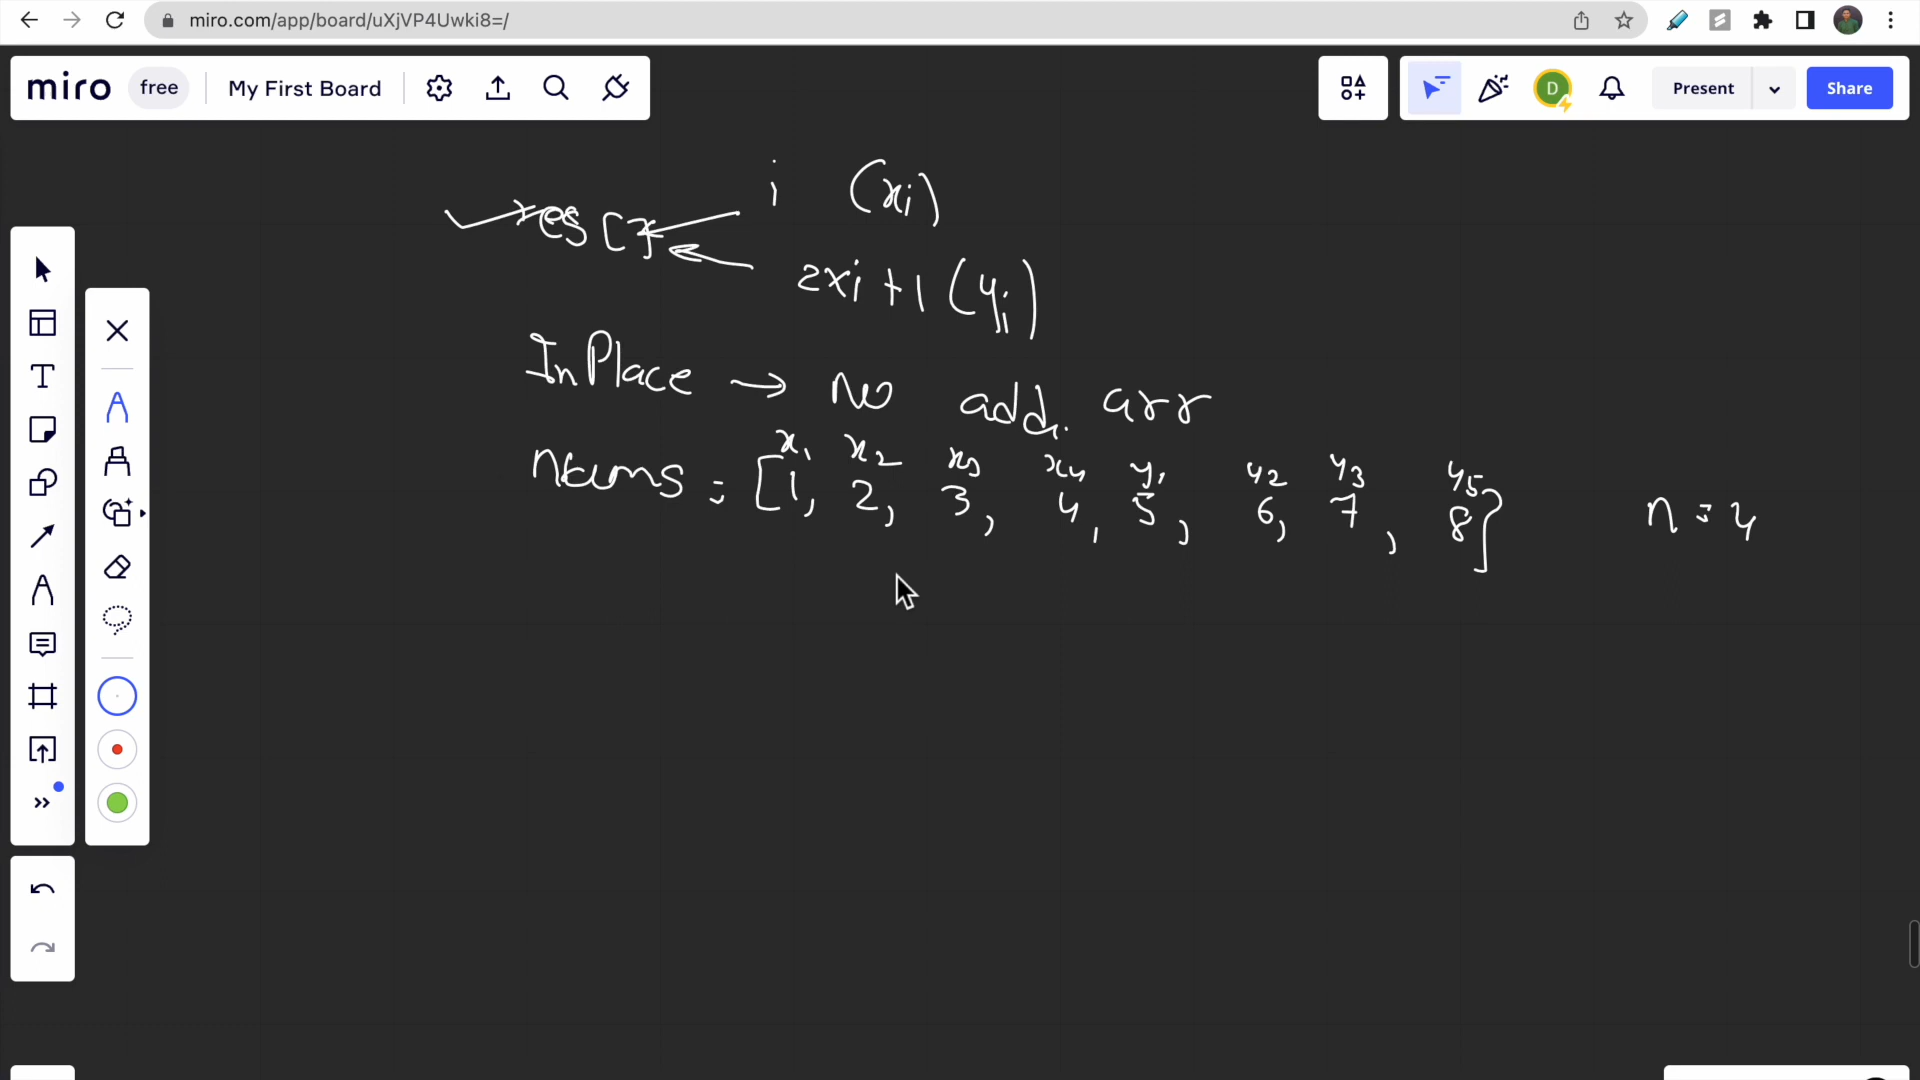 miro.com/app/board/uXjVP4Uwki8=/
miro free My First Board D Present Share
i (xi)
res []
2xi+1 (yi)
InPlace → No add. arr
x1 x2 x3 x4 y1 y2 y3 y5
nums = [1, 2, 3, 4, 5, 6, 7, 8] n = 4